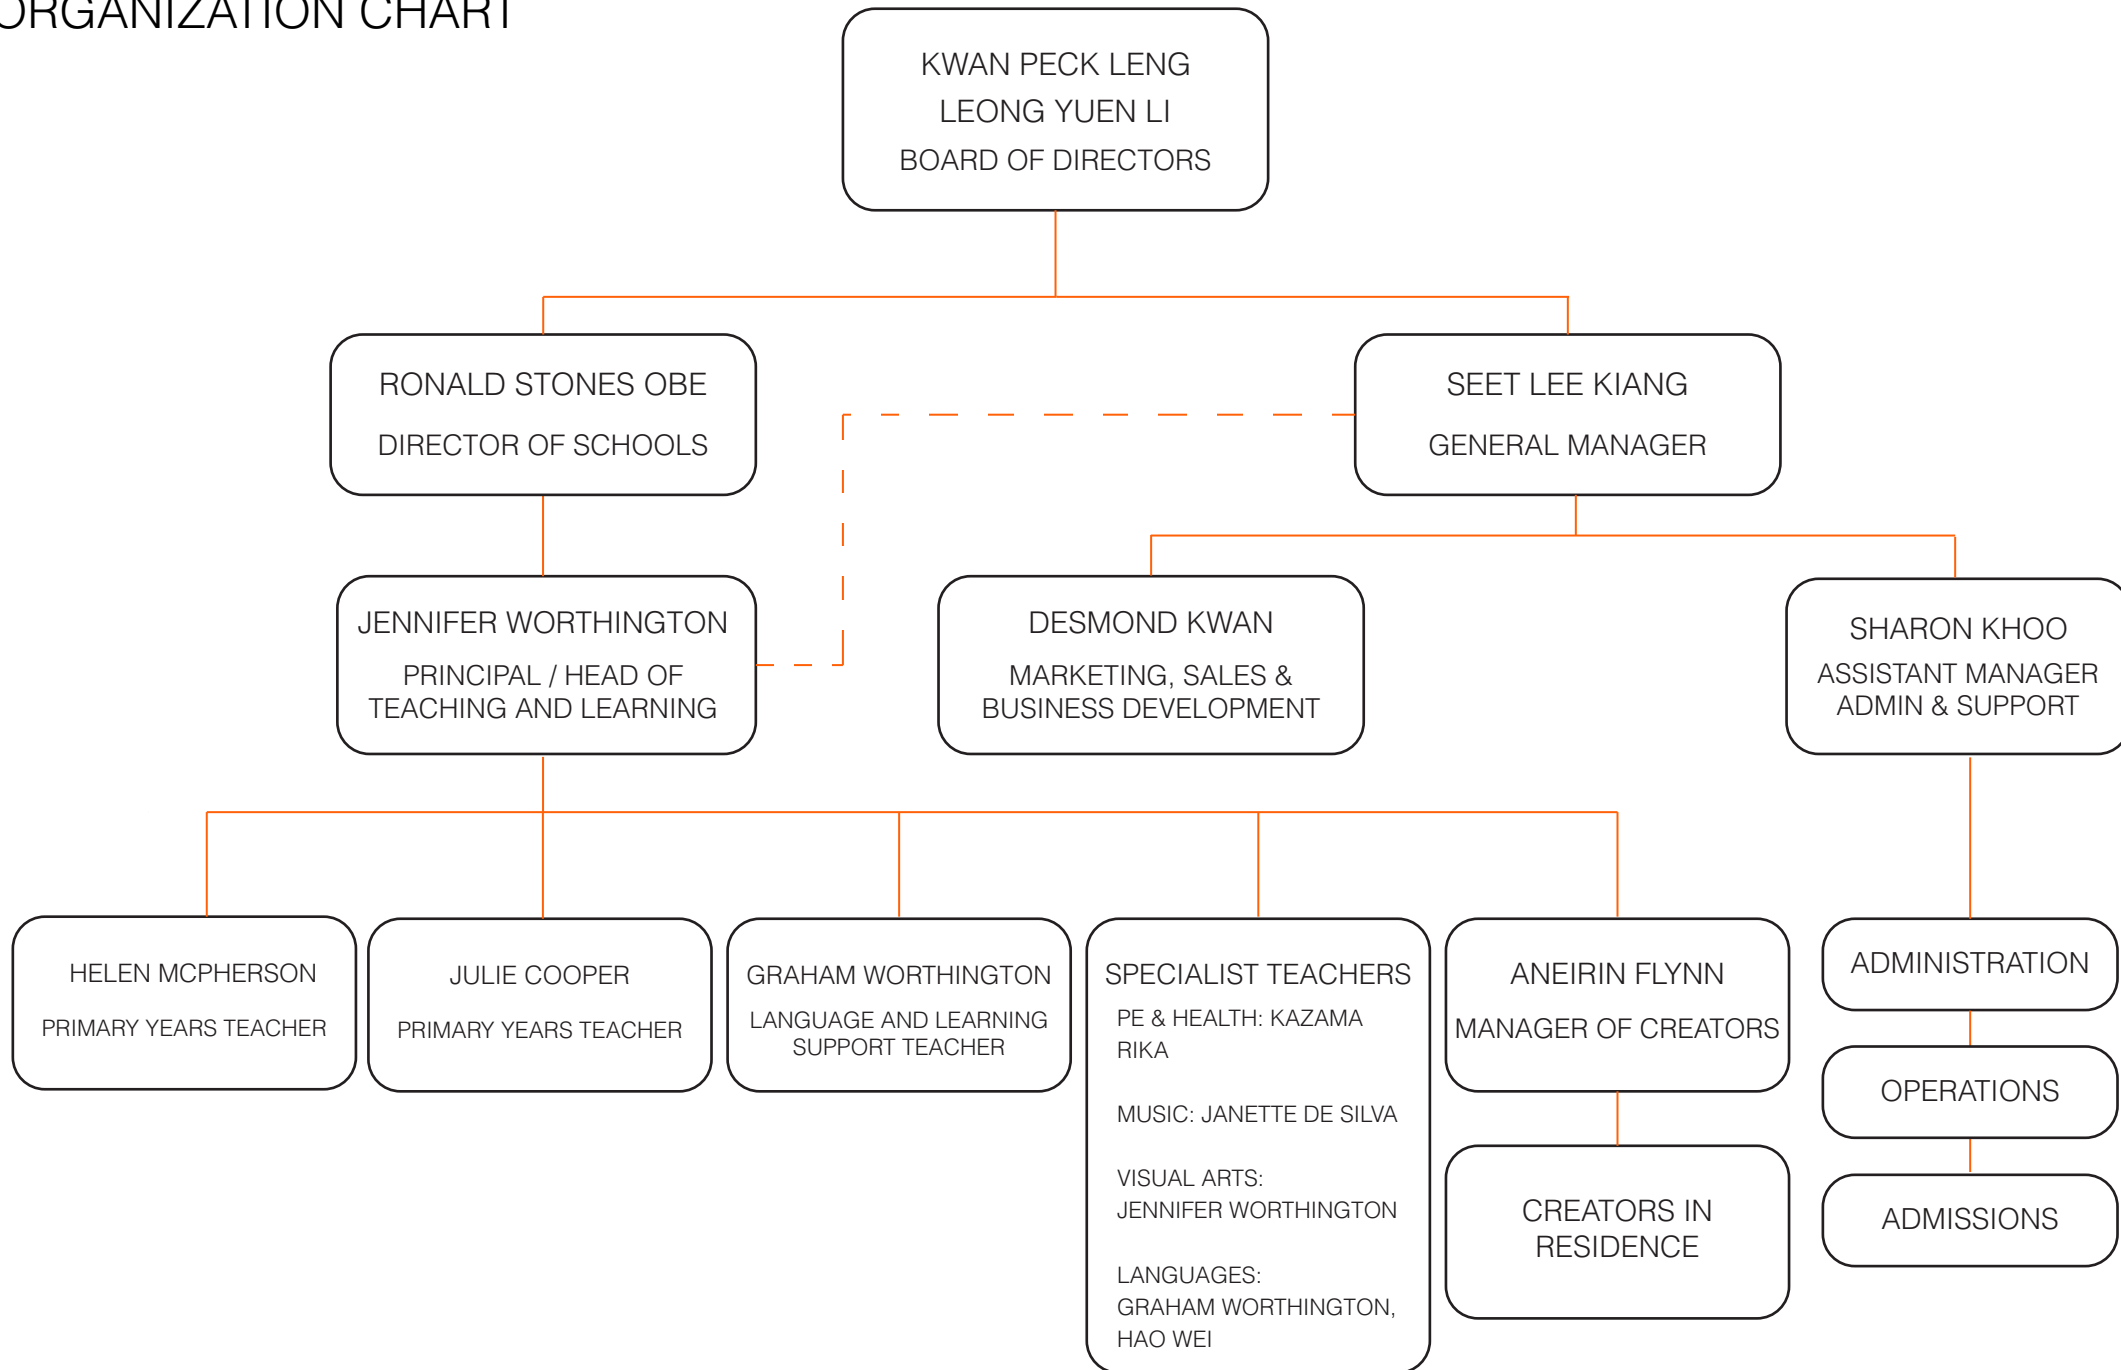 ORGANIZATION CHART
KWAN PECK LENG
LEONG YUEN LI
BOARD OF DIRECTORS
RONALD STONES OBE
DIRECTOR OF SCHOOLS
SEET LEE KIANG
GENERAL MANAGER
JENNIFER WORTHINGTON
PRINCIPAL / HEAD OF
TEACHING AND LEARNING
DESMOND KWAN
MARKETING, SALES &
BUSINESS DEVELOPMENT
SHARON KHOO
ASSISTANT MANAGER
ADMIN & SUPPORT
HELEN MCPHERSON
PRIMARY YEARS TEACHER
JULIE COOPER
PRIMARY YEARS TEACHER
GRAHAM WORTHINGTON
LANGUAGE AND LEARNING
SUPPORT TEACHER
SPECIALIST TEACHERS
PE & HEALTH: KAZAMA
RIKA
MUSIC: JANETTE DE SILVA
VISUAL ARTS:
JENNIFER WORTHINGTON
LANGUAGES:
GRAHAM WORTHINGTON,
HAO WEI
ANEIRIN FLYNN
MANAGER OF CREATORS
CREATORS IN
RESIDENCE
ADMINISTRATION
OPERATIONS
ADMISSIONS